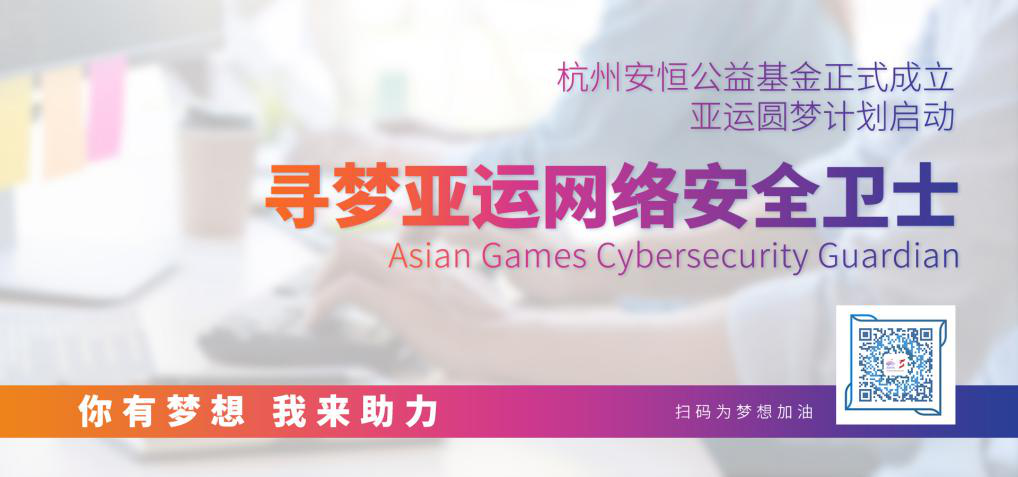 杭州安恒公益基金正式成立
亚运圆梦计划启动
寻梦亚运网络安全卫士
Asian Games Cybersecurity Guardian
你有梦想 我来助力
扫码为梦想加油